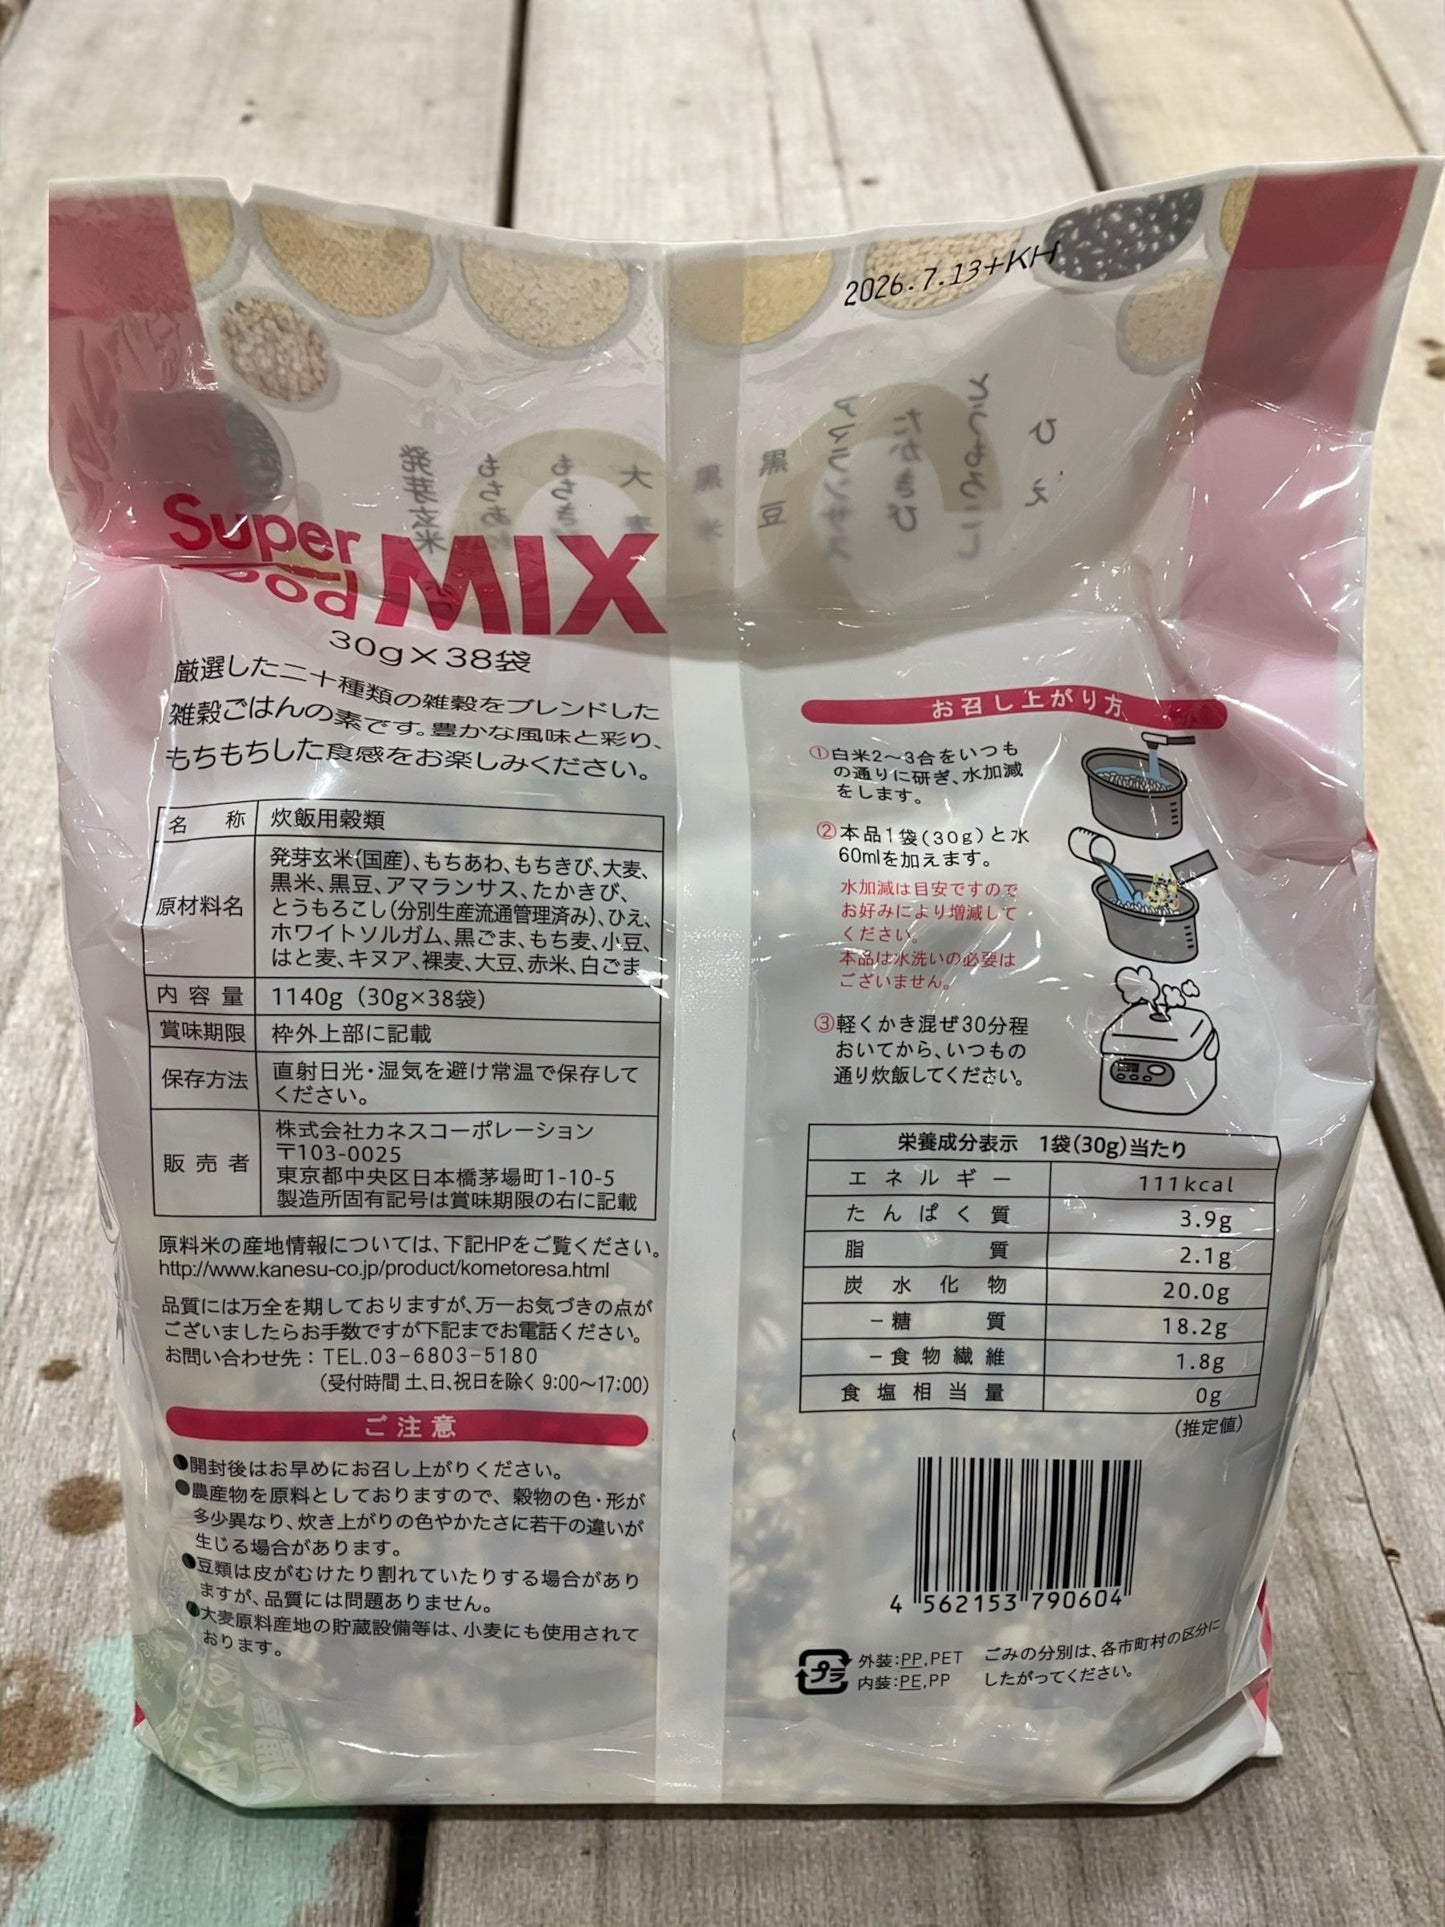 2026.7.13+KH
Super
Food MIX
30g×38袋
厳選した二十種類の雑穀をブレンドした
雑穀ごはんの素です。豊かな風味と彩り、
もちもちした食感をお楽しみください。
名 称 炊飯用穀類
原材料名 発芽玄米(国産)、もちあわ、もちきび、大麦、
黒米、黒豆、アマランサス、たかきび、
とうもろこし(分別生産流通管理済み)、ひえ、
ホワイトソルガム、黒ごま、もち麦、小豆、
はと麦、キヌア、裸麦、大豆、赤米、白ごま
内容量 1140g(30g×38袋)
賞味期限 枠外上部に記載
保存方法 直射日光・湿気を避け常温で保存して
ください。
販売者 株式会社カネスコーポレーション
〒103-0025
東京都中央区日本橋茅場町1-10-5
製造所固有記号は賞味期限の右に記載
原料米の産地情報については、下記HPをご覧ください。
http://www.kanesu-co.jp/product/kometoresa.html
品質には万全を期しておりますが、万一お気づきの点が
ございましたらお手数ですが下記までお電話ください。
お問い合わせ先：TEL.03-6803-5180
(受付時間 土、日、祝日を除く 9:00〜17:00)
ご注意
●開封後はお早めにお召し上がりください。
●農産物を原料としておりますので、穀物の色・形が
多少異なり、炊き上がりの色やかたさに若干の違いが
生じる場合があります。
●豆類は皮がむけたり割れていたりする場合があり
ますが、品質には問題ありません。
●大麦原料産地の貯蔵設備等は、小麦にも使用されて
おります。
お召し上がり方
①白米2〜3合をいつも
の通りに研ぎ、水加減
をします。
②本品1袋(30g)と水
60mlを加えます。
水加減は目安ですので
お好みにより増減して
ください。
本品は水洗いの必要は
ございません。
③軽くかき混ぜ30分程
おいてから、いつもの
通り炊飯してください。
栄養成分表示 1袋(30g)当たり
エネルギー 111kcal
たんぱく質 3.9g
脂質 2.1g
炭水化物 20.0g
−糖質 18.2g
−食物繊維 1.8g
食塩相当量 0g
(推定値)
4 562153 790604
プラ
外装:PP,PET
内装:PE,PP
ごみの分別は、各市町村の区分に
したがってください。